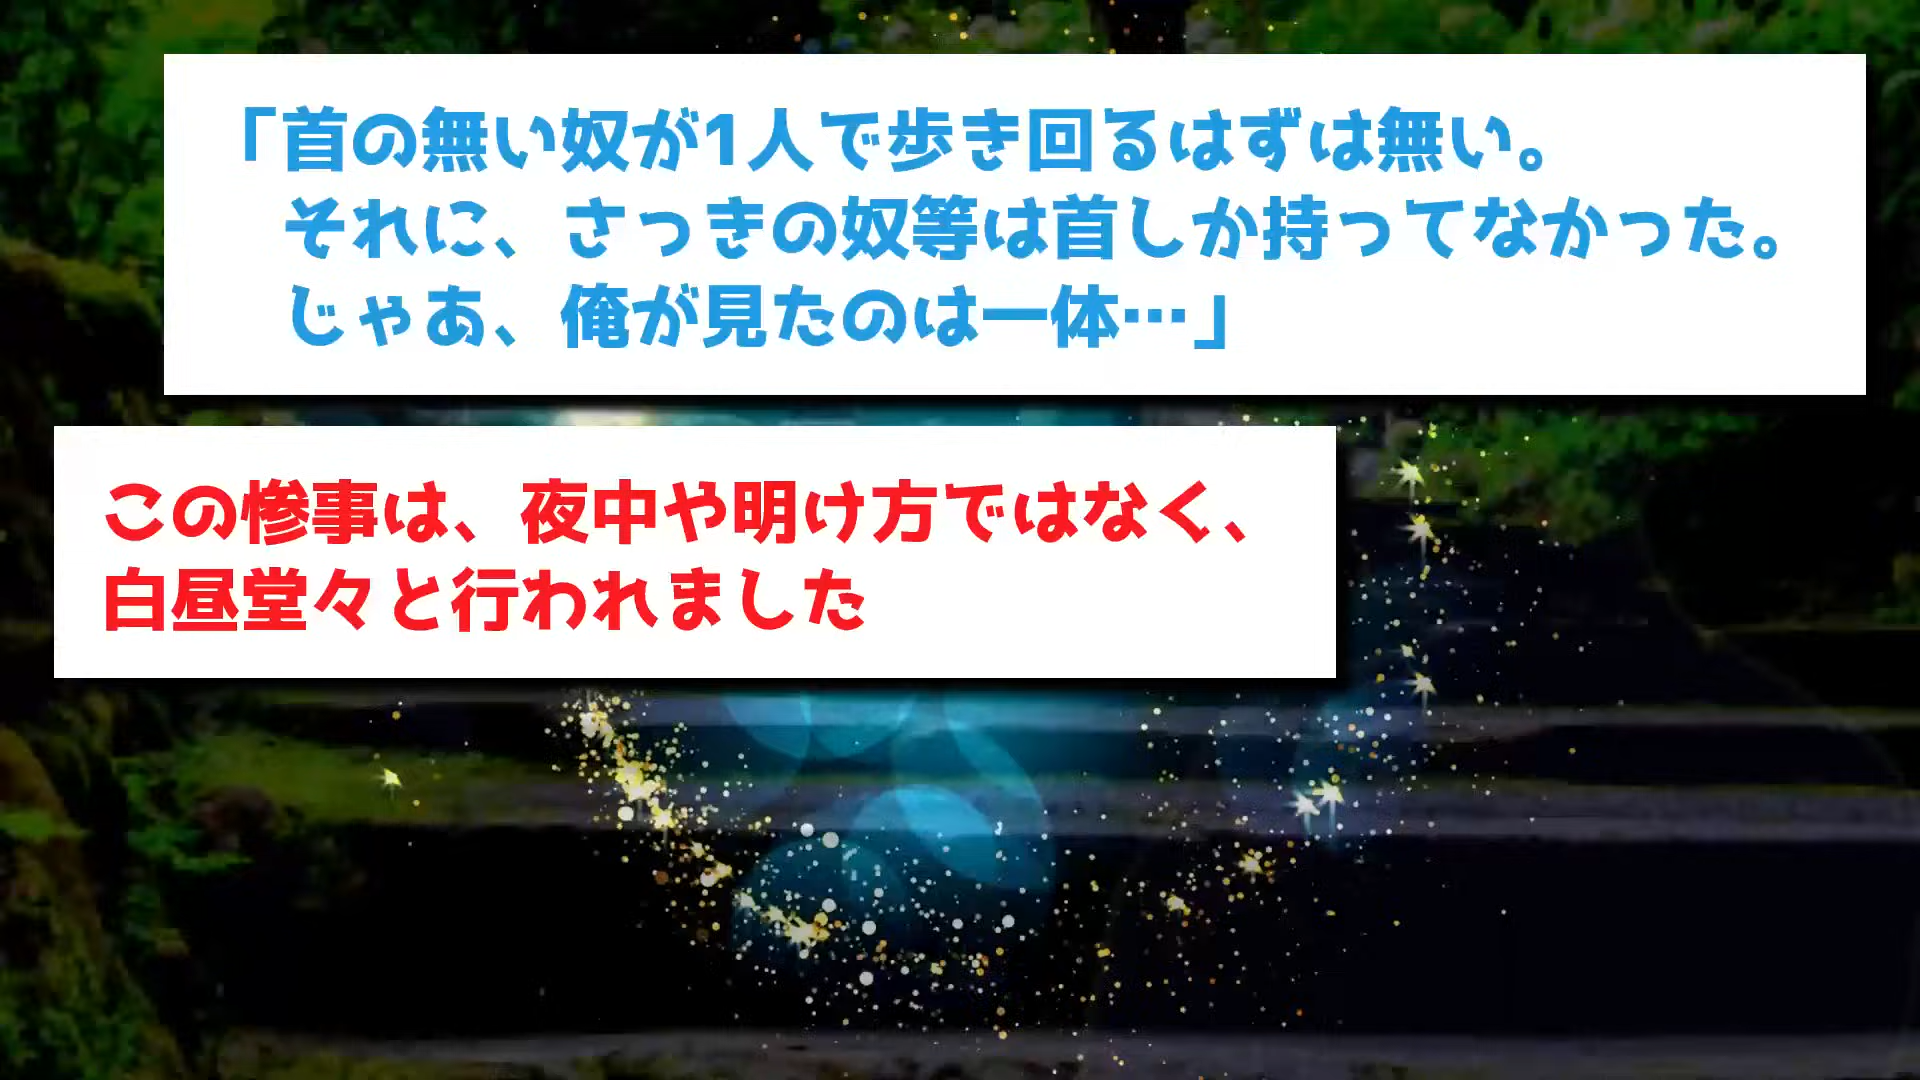 「首の無い奴が1人で歩き回るはずは無い。
それに、さっきの奴等は首しか持ってなかった。
じゃあ、俺が見たのは一体…」
この惨事は、夜中や明け方ではなく、
白昼堂々と行われました